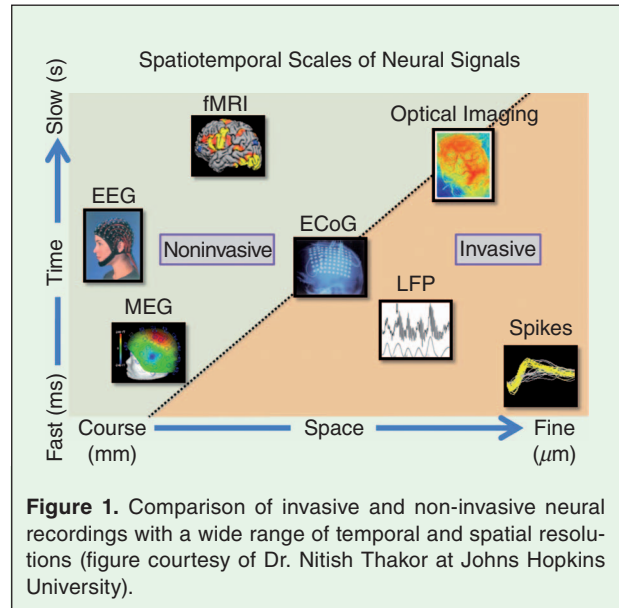 Spatiotemporal Scales of Neural Signals
Slow (s)
Time
Fast (ms)
fMRI
Optical Imaging
EEG
Noninvasive
ECoG
Invasive
MEG
LFP
Spikes
Course
(mm)
Space
Fine
(μm)
Figure 1. Comparison of invasive and non-invasive neural
recordings with a wide range of temporal and spatial resolu-
tions (figure courtesy of Dr. Nitish Thakor at Johns Hopkins
University).